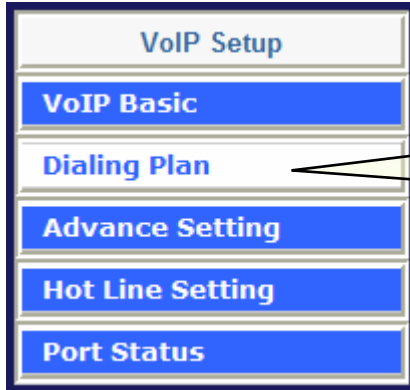 VoIP Setup
VoIP Basic
Dialing Plan
Advance Setting
Hot Line Setting
Port Status